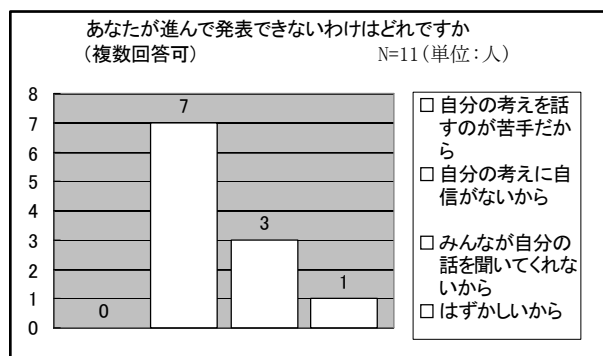 あなたが進んで発表できないわけはどれですか
(複数回答可) N=11(単位:人)
8
7
6
5
4
3
2
1
0
0
7
3
1
□ 自分の考えを話
すのが苦手だか
ら
□ 自分の考えに自
信がないから
□ みんなが自分の
話を聞いてくれな
いから
□ はずかしいから